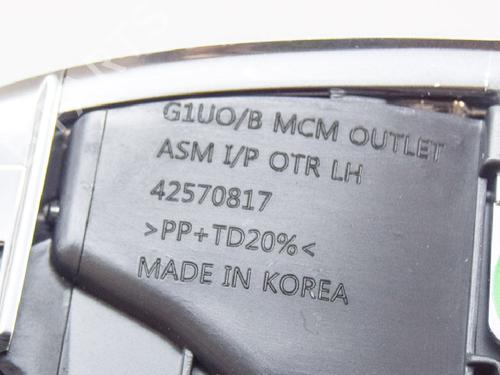 G1UO/B MCM OUTLET
ASM I/P OTR LH
42570817
>PP+TD20%<
MADE IN KOREA